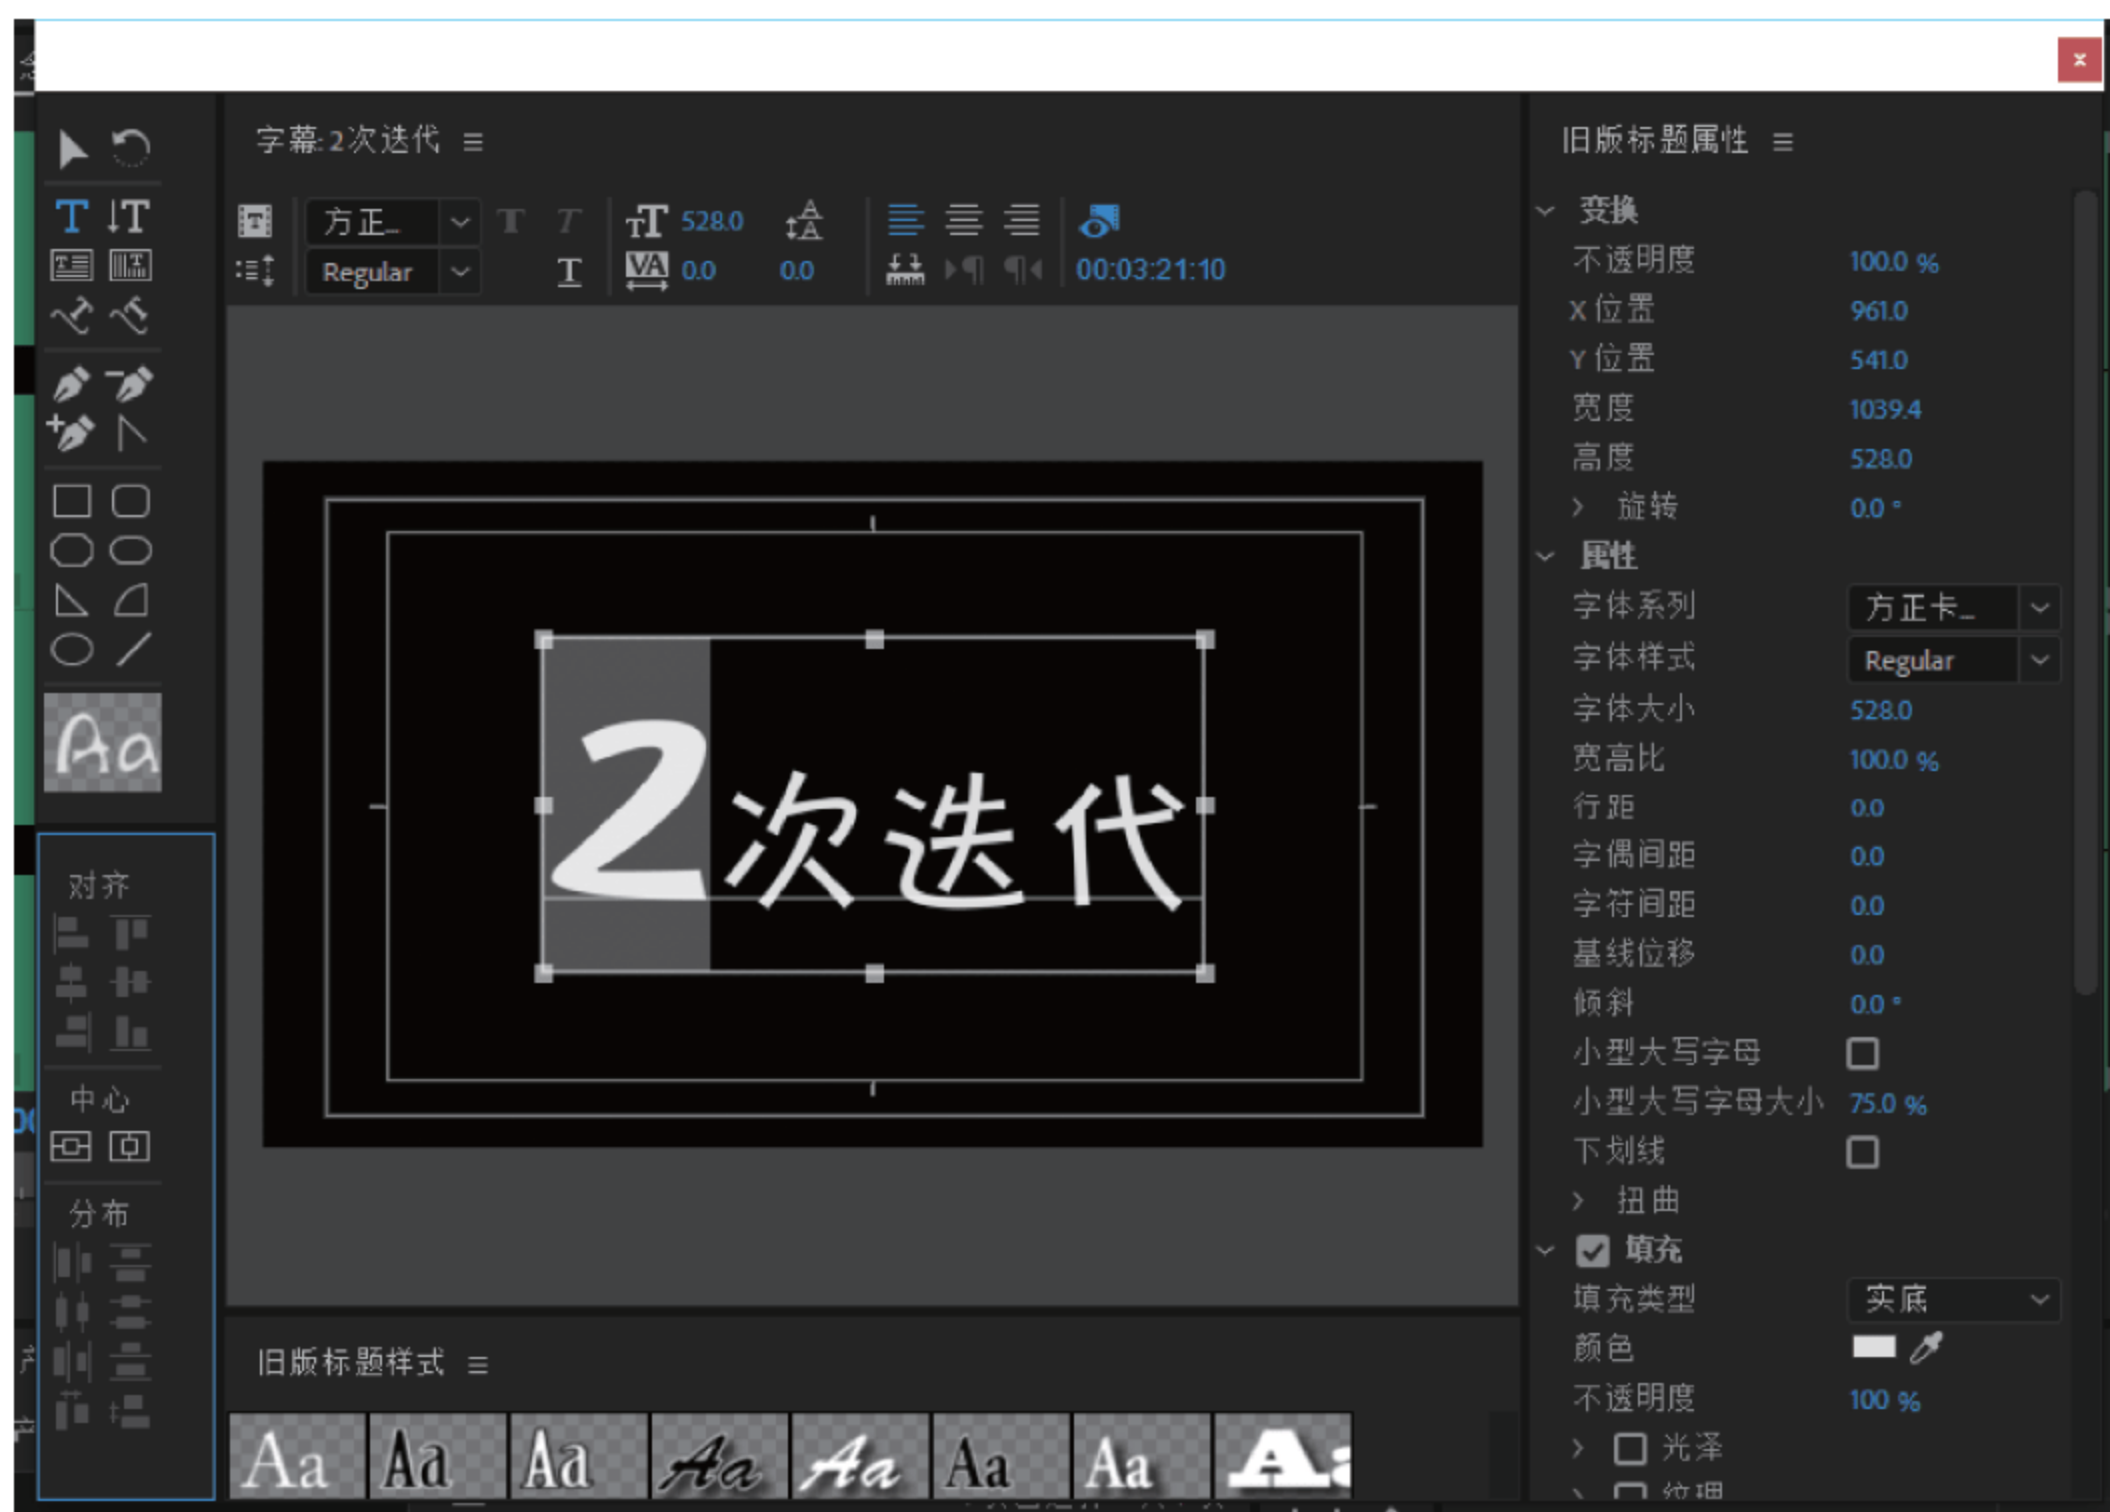 字幕: 2次迭代
方正...
528.0
Regular
0.0
0.0
00:03:21:10
2次迭代
Aa
对齐
中心
分布
旧版标题样式
Aa Aa Aa Aa Aa Aa Aa Aa
旧版标题属性
变换
不透明度 100.0 %
X 位置 961.0
Y 位置 541.0
宽度 1039.4
高度 528.0
旋转 0.0 °
属性
字体系列 方正卡...
字体样式 Regular
字体大小 528.0
宽高比 100.0 %
行距 0.0
字偶间距 0.0
字符间距 0.0
基线位移 0.0
倾斜 0.0 °
小型大写字母
小型大写字母大小 75.0 %
下划线
扭曲
填充
填充类型 实底
颜色
不透明度 100 %
光泽
纹理